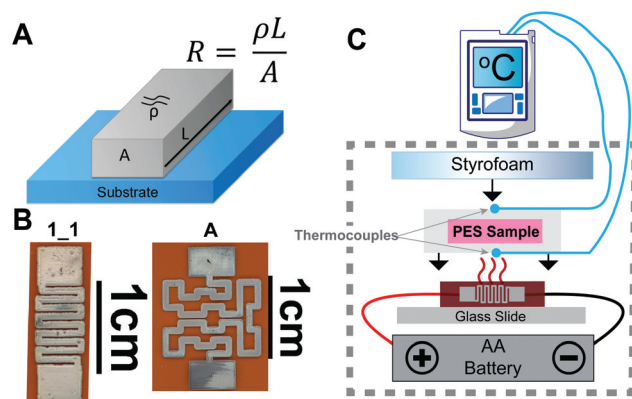 A
R = ρL/A
ρ
L
A
Substrate
B
1_1
1cm
A
1cm
C
°C
Styrofoam
PES Sample
Thermocouples
Glass Slide
+
AA
Battery
−